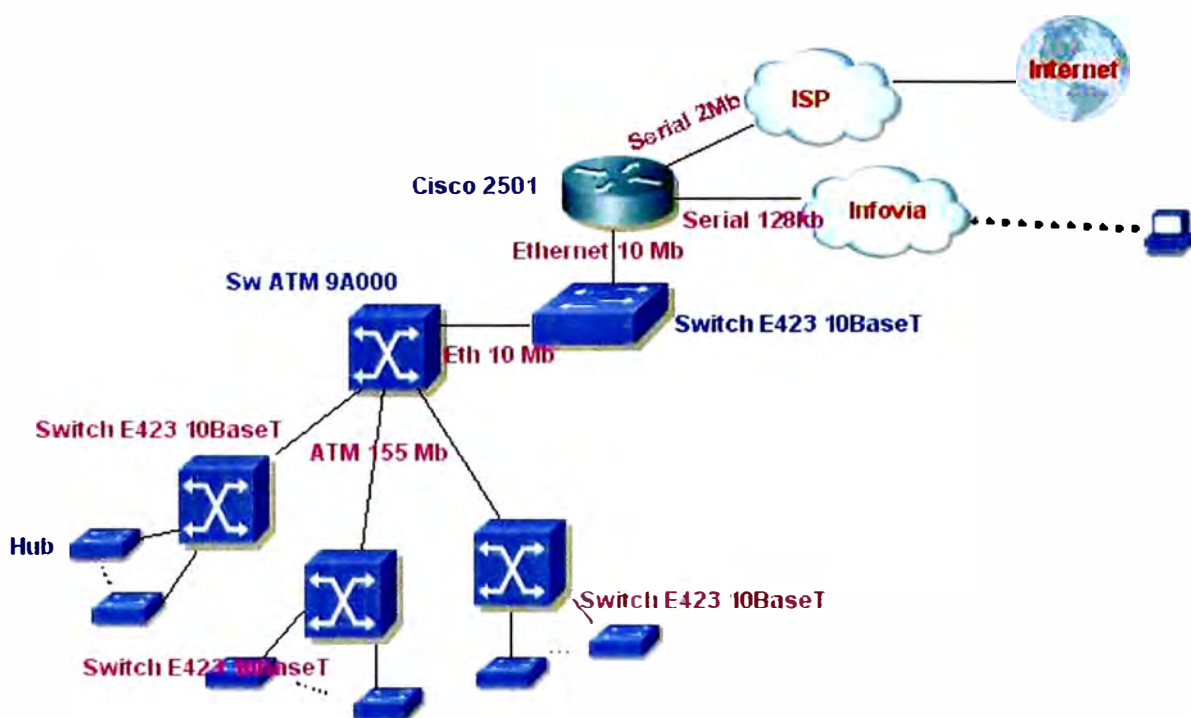 Internet
ISP
Serial 2Mb
Cisco 2501
Infovia
Serial 128kb
Ethernet 10 Mb
Sw ATM 9A000
Switch E423 10BaseT
Eth 10 Mb
Switch E423 10BaseT
ATM 155 Mb
Hub
Switch E423 10BaseT
Switch E423 10BaseT